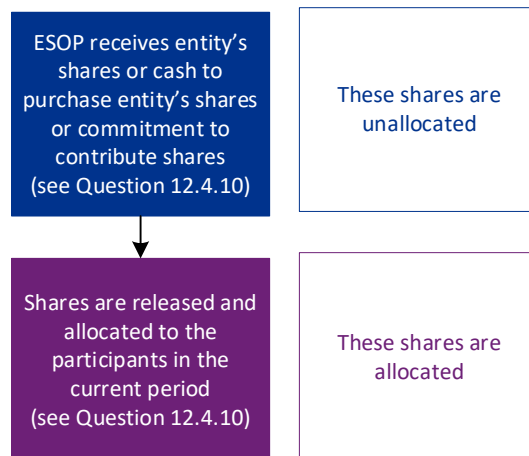 ESOP receives entity's
shares or cash to
purchase entity's shares
or commitment to
contribute shares
(see Question 12.4.10)
These shares are
unallocated
Shares are released and
allocated to the
participants in the
current period
(see Question 12.4.10)
These shares are
allocated